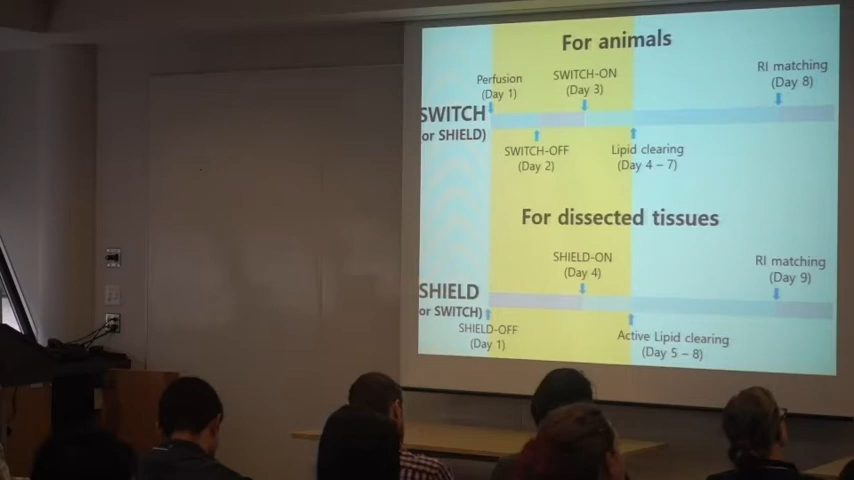 For animals
Perfusion
(Day 1)
SWITCH-ON
(Day 3)
RI matching
(Day 8)
SWITCH
or SHIELD)
SWITCH-OFF
(Day 2)
Lipid clearing
(Day 4 – 7)
For dissected tissues
SHIELD-ON
(Day 4)
RI matching
(Day 9)
SHIELD
or SWITCH)
SHIELD-OFF
(Day 1)
Active Lipid clearing
(Day 5 – 8)